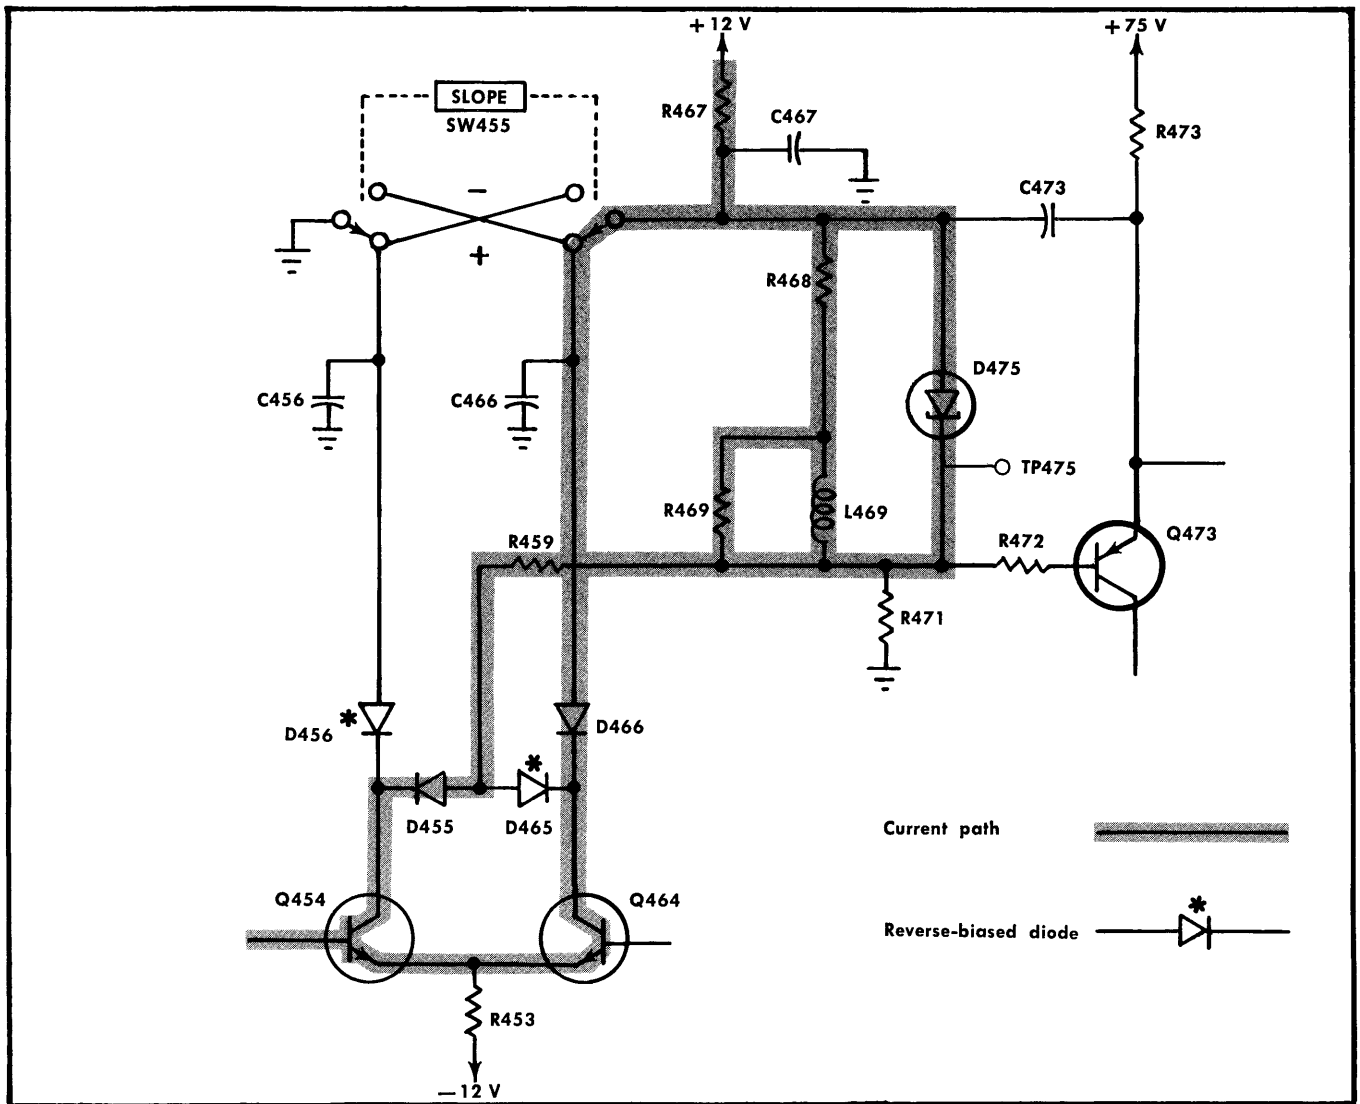 +12 V
+75 V
SLOPE
SW455
R467
C467
R473
C473
−
+
R468
C456
C466
D475
TP475
R469
L469
R459
R472
Q473
R471
D456 *
D466
*
D455
D465
Current path
Q454
Q464
*
Reverse-biased diode
R453
−12 V